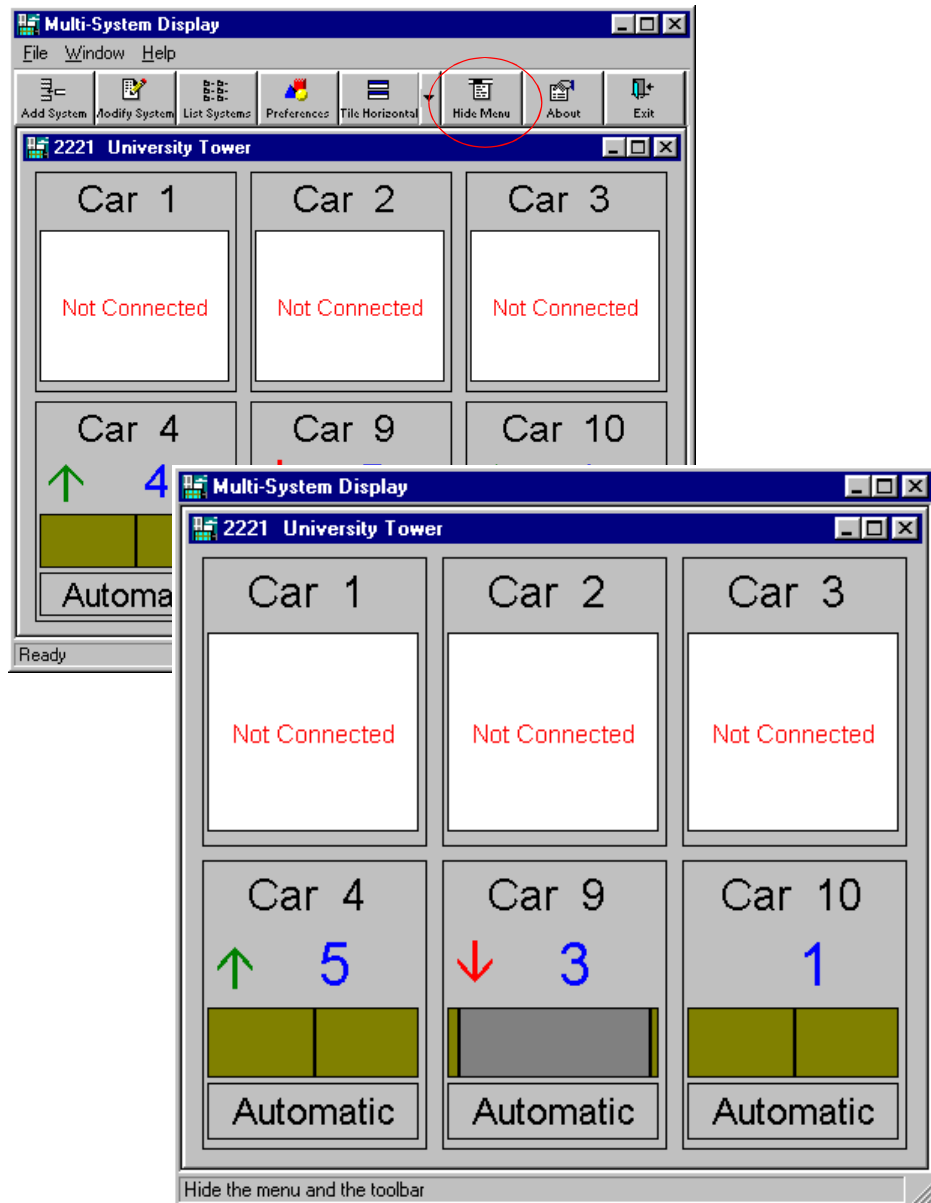 Multi-System Display
File Window Help
Add System Modify System List Systems Preferences Tile Horizontal Hide Menu About Exit
2221 University Tower
Car 1 Car 2 Car 3
Not Connected Not Connected Not Connected
Car 4 Car 9 Car 10
4
Automa
Ready
Multi-System Display
2221 University Tower
Car 1 Car 2 Car 3
Not Connected Not Connected Not Connected
Car 4 Car 9 Car 10
5 3 1
Automatic Automatic Automatic
Hide the menu and the toolbar